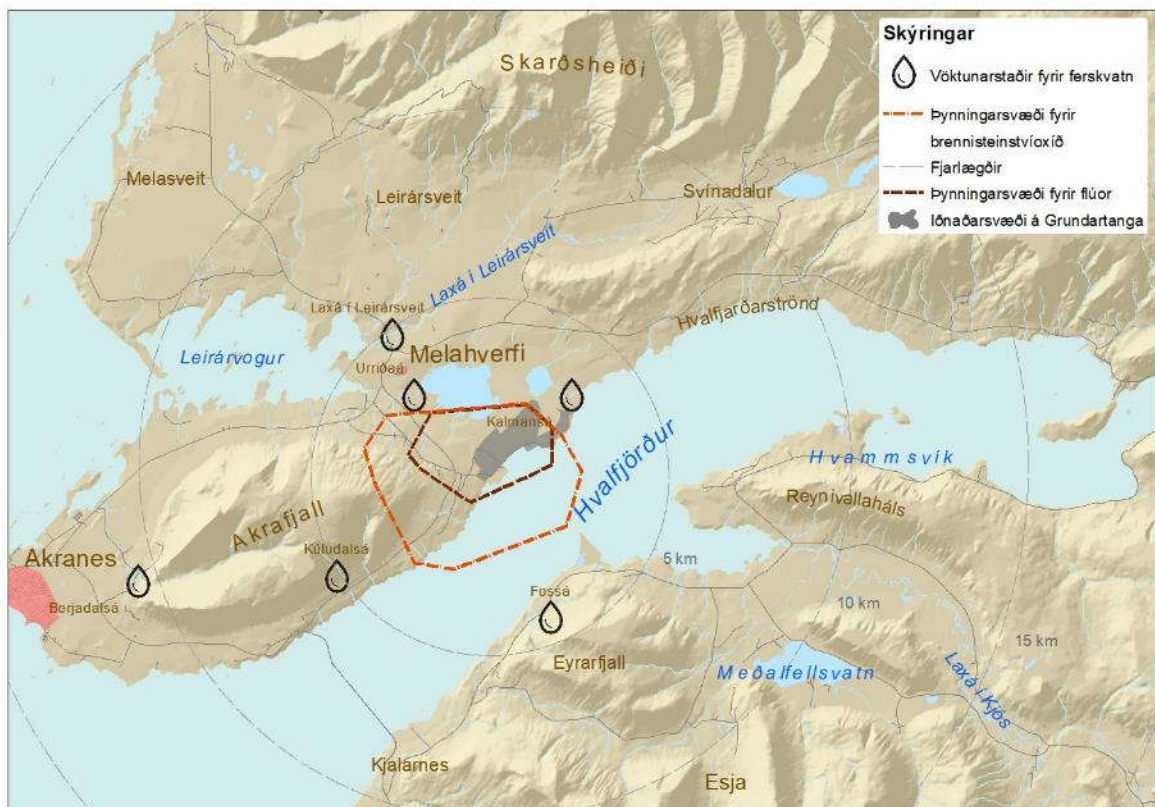 Skýringar
Vöktunarstaðir fyrir ferskvatn
Þynningarsvæði fyrir
brennisteinstvíoxíð
Fjarlægðir
Þynningarsvæði fyrir flúor
Iðnaðarsvæði á Grundartanga
Skarðsheiði
Melasveit
Leirársveit
Svínadalur
Laxá í Leirársveit
Laxá í Leirársveit
Hvalfjarðarströnd
Leirárvogur
Melahverfi
Urriðaá
Kalmansá
Hvalfjörður
Hvammsvík
Reynivallaháls
Akrafjall
Akranes
Kúludalsá
Berjadalsá
5 km
Fossá
10 km
15 km
Eyrarfjall
Meðalfellsvatn
Laxá í Kjós
Kjalarnes
Esja